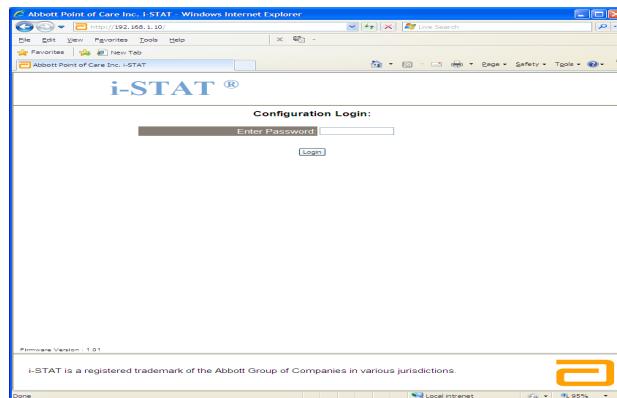 Abbott Point of Care Inc. i-STAT - Windows Internet Explorer
http://192.168.1.10/
Live Search
File Edit View Favorites Tools Help
Favorites New Tab
Abbott Point of Care Inc. i-STAT
Page Safety Tools
i-STAT ®
Configuration Login:
Enter Password
Login
Firmware Version : 1.01
i-STAT is a registered trademark of the Abbott Group of Companies in various jurisdictions.
Done
Local intranet
95%